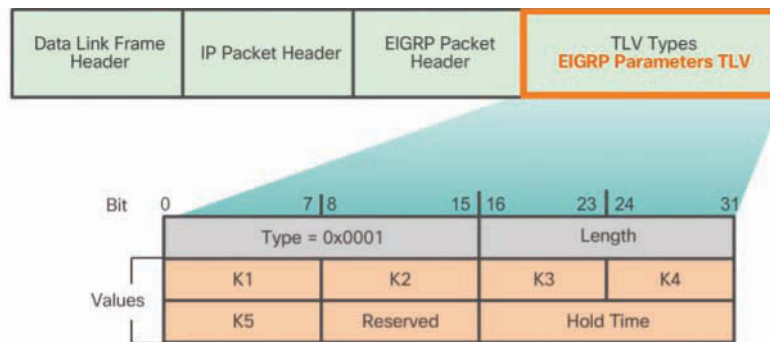 Data Link Frame
Header
IP Packet Header
EIGRP Packet
Header
TLV Types
EIGRP Parameters TLV
Bit 0 7 8 15 16 23 24 31
Type = 0x0001 Length
Values
K1 K2 K3 K4
K5 Reserved Hold Time